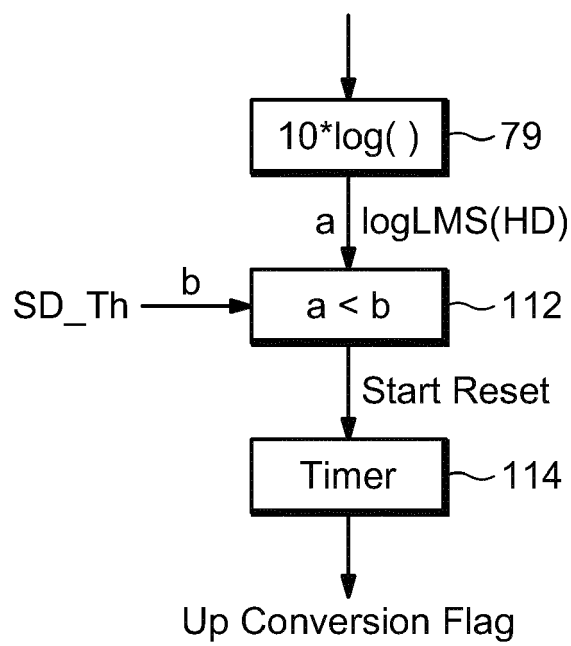 10*log( ) 79
a logLMS(HD)
b
SD_Th a < b 112
Start Reset
Timer 114
Up Conversion Flag